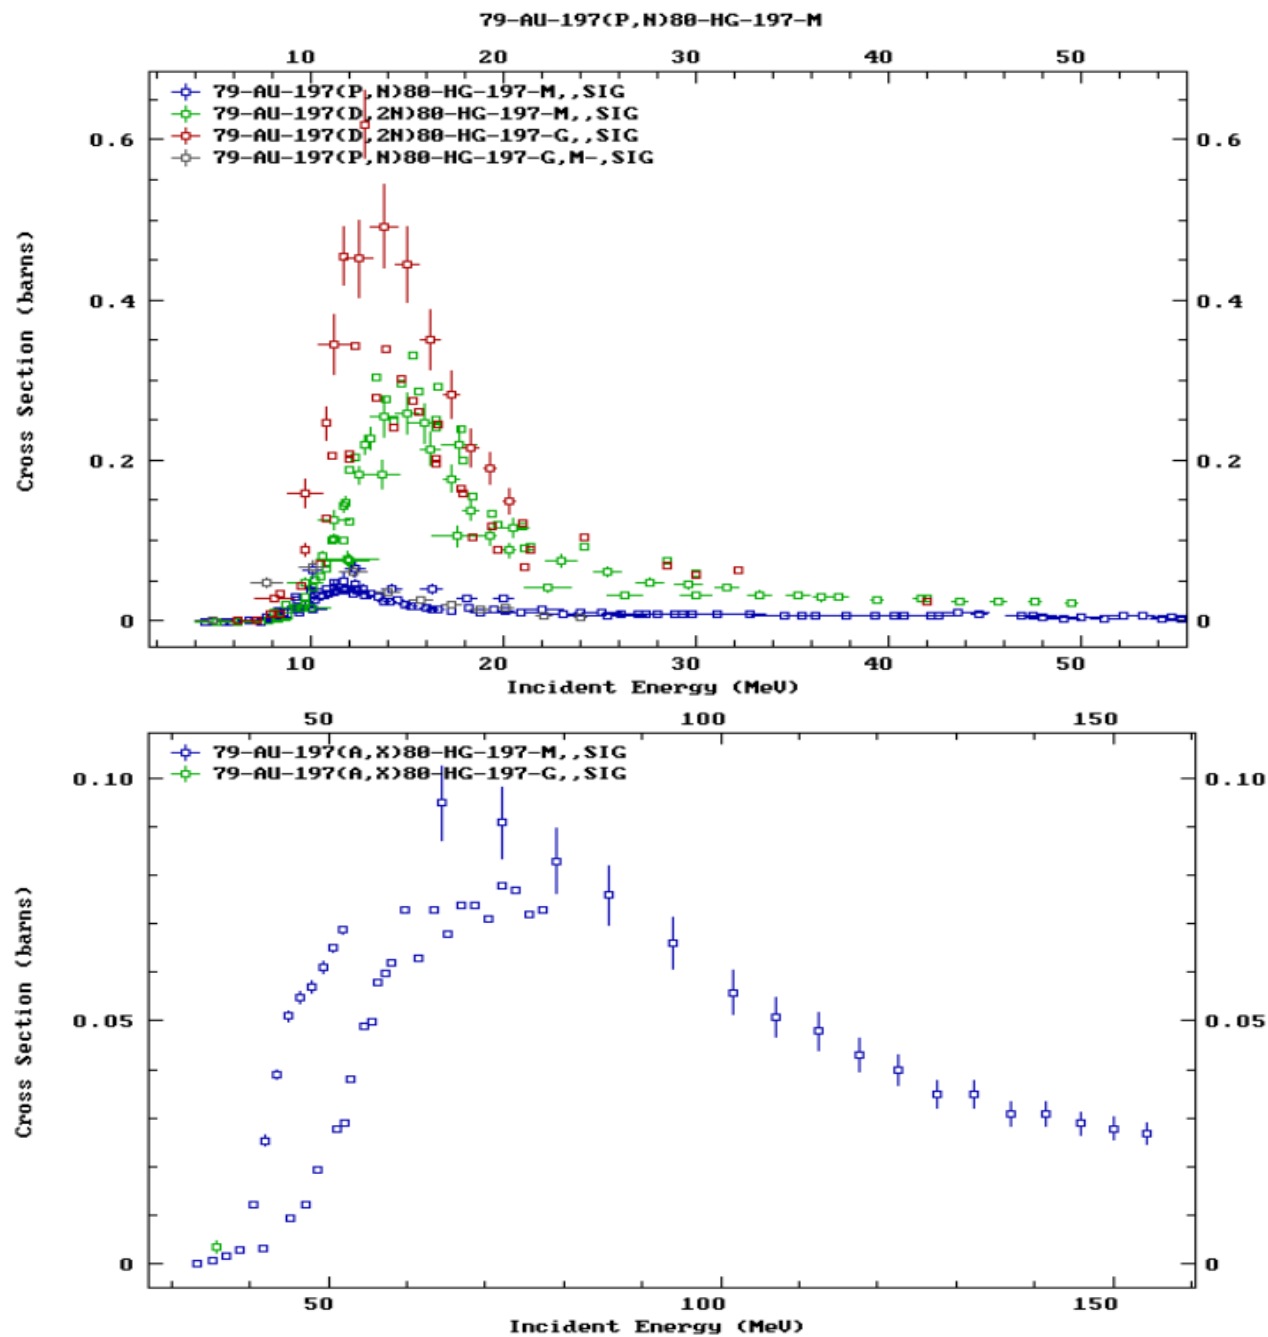 79-AU-197(P,N)80-HG-197-M
10 20 30 40 50
79-AU-197(P,N)80-HG-197-M,,SIG
79-AU-197(D,2N)80-HG-197-M,,SIG
79-AU-197(D,2N)80-HG-197-G,,SIG
79-AU-197(P,N)80-HG-197-G,M-,SIG
0.6 0.6
0.4 0.4
0.2 0.2
0 0
Cross Section (barns)
10 20 30 40 50
Incident Energy (MeV)
50 100 150
79-AU-197(A,X)80-HG-197-M,,SIG
79-AU-197(A,X)80-HG-197-G,,SIG
0.10 0.10
0.05 0.05
0 0
Cross Section (barns)
50 100 150
Incident Energy (MeV)